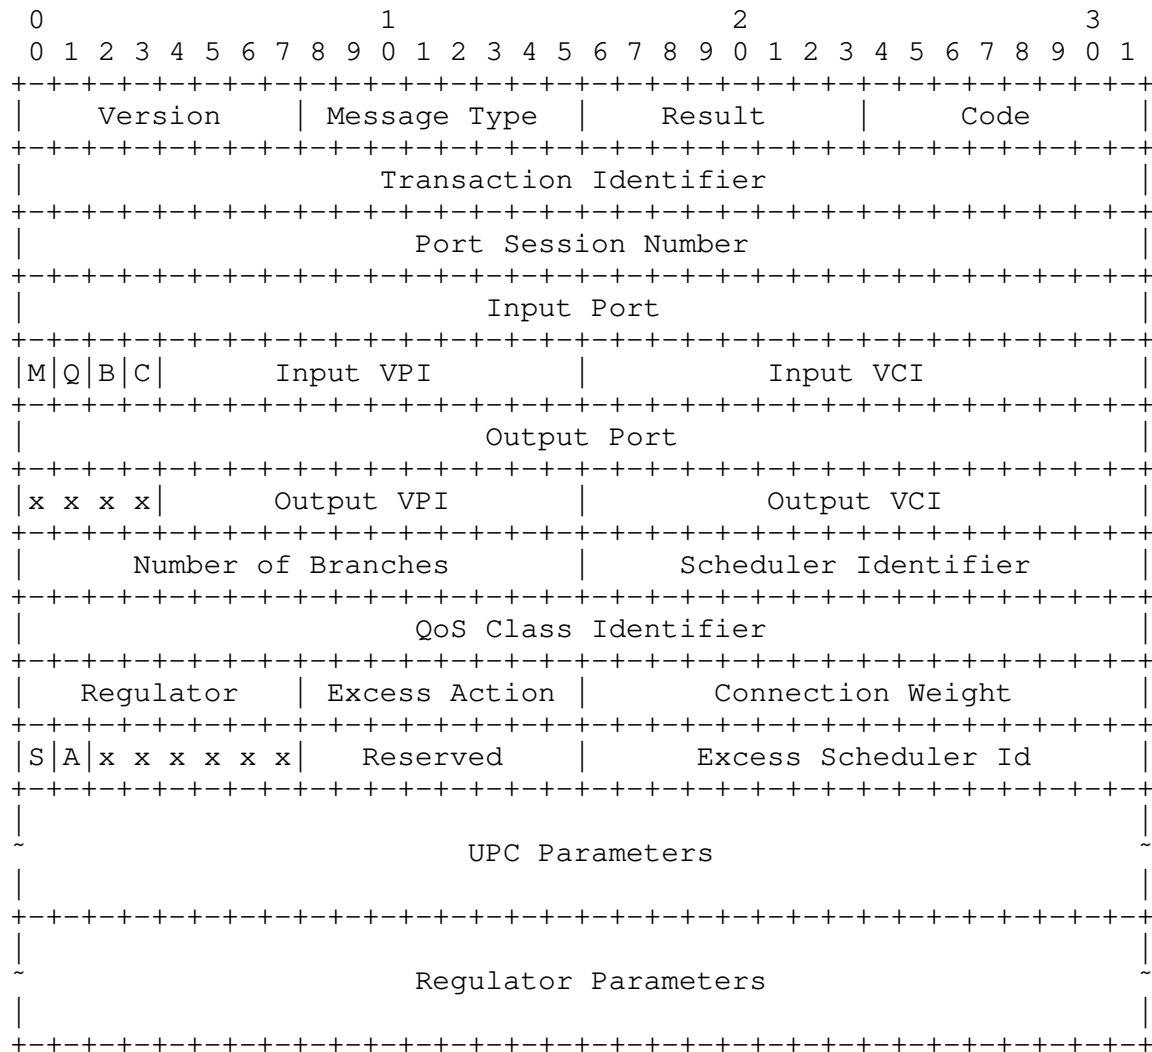 0                   1                   2                   3
 0 1 2 3 4 5 6 7 8 9 0 1 2 3 4 5 6 7 8 9 0 1 2 3 4 5 6 7 8 9 0 1
+-+-+-+-+-+-+-+-+-+-+-+-+-+-+-+-+-+-+-+-+-+-+-+-+-+-+-+-+-+-+-+-+
|    Version    | Message Type  |    Result     |     Code      |
+-+-+-+-+-+-+-+-+-+-+-+-+-+-+-+-+-+-+-+-+-+-+-+-+-+-+-+-+-+-+-+-+
|                    Transaction Identifier                     |
+-+-+-+-+-+-+-+-+-+-+-+-+-+-+-+-+-+-+-+-+-+-+-+-+-+-+-+-+-+-+-+-+
|                      Port Session Number                      |
+-+-+-+-+-+-+-+-+-+-+-+-+-+-+-+-+-+-+-+-+-+-+-+-+-+-+-+-+-+-+-+-+
|                          Input Port                           |
+-+-+-+-+-+-+-+-+-+-+-+-+-+-+-+-+-+-+-+-+-+-+-+-+-+-+-+-+-+-+-+-+
|M|Q|B|C|      Input VPI        |          Input VCI            |
+-+-+-+-+-+-+-+-+-+-+-+-+-+-+-+-+-+-+-+-+-+-+-+-+-+-+-+-+-+-+-+-+
|                          Output Port                          |
+-+-+-+-+-+-+-+-+-+-+-+-+-+-+-+-+-+-+-+-+-+-+-+-+-+-+-+-+-+-+-+-+
|x x x x|      Output VPI       |          Output VCI           |
+-+-+-+-+-+-+-+-+-+-+-+-+-+-+-+-+-+-+-+-+-+-+-+-+-+-+-+-+-+-+-+-+
|      Number of Branches       |     Scheduler Identifier      |
+-+-+-+-+-+-+-+-+-+-+-+-+-+-+-+-+-+-+-+-+-+-+-+-+-+-+-+-+-+-+-+-+
|                      QoS Class Identifier                     |
+-+-+-+-+-+-+-+-+-+-+-+-+-+-+-+-+-+-+-+-+-+-+-+-+-+-+-+-+-+-+-+-+
|   Regulator   | Excess Action |       Connection Weight       |
+-+-+-+-+-+-+-+-+-+-+-+-+-+-+-+-+-+-+-+-+-+-+-+-+-+-+-+-+-+-+-+-+
|S|A|x x x x x x|   Reserved    |      Excess Scheduler Id      |
+-+-+-+-+-+-+-+-+-+-+-+-+-+-+-+-+-+-+-+-+-+-+-+-+-+-+-+-+-+-+-+-+
|                                                               |
~                         UPC Parameters                        ~
|                                                               |
+-+-+-+-+-+-+-+-+-+-+-+-+-+-+-+-+-+-+-+-+-+-+-+-+-+-+-+-+-+-+-+-+
|                                                               |
~                      Regulator Parameters                     ~
|                                                               |
+-+-+-+-+-+-+-+-+-+-+-+-+-+-+-+-+-+-+-+-+-+-+-+-+-+-+-+-+-+-+-+-+